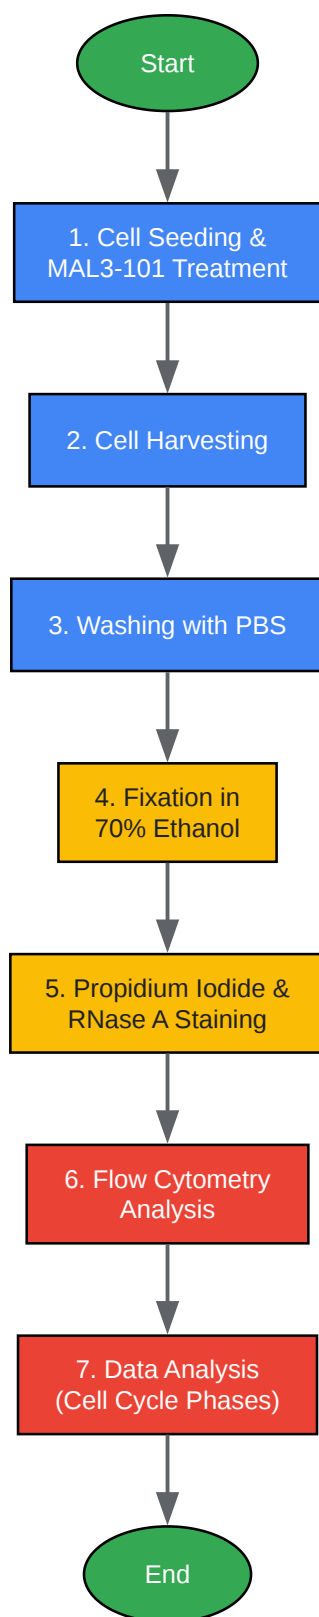 Start
1. Cell Seeding &
MAL3-101 Treatment
2. Cell Harvesting
3. Washing with PBS
4. Fixation in
70% Ethanol
5. Propidium Iodide &
RNase A Staining
6. Flow Cytometry
Analysis
7. Data Analysis
(Cell Cycle Phases)
End